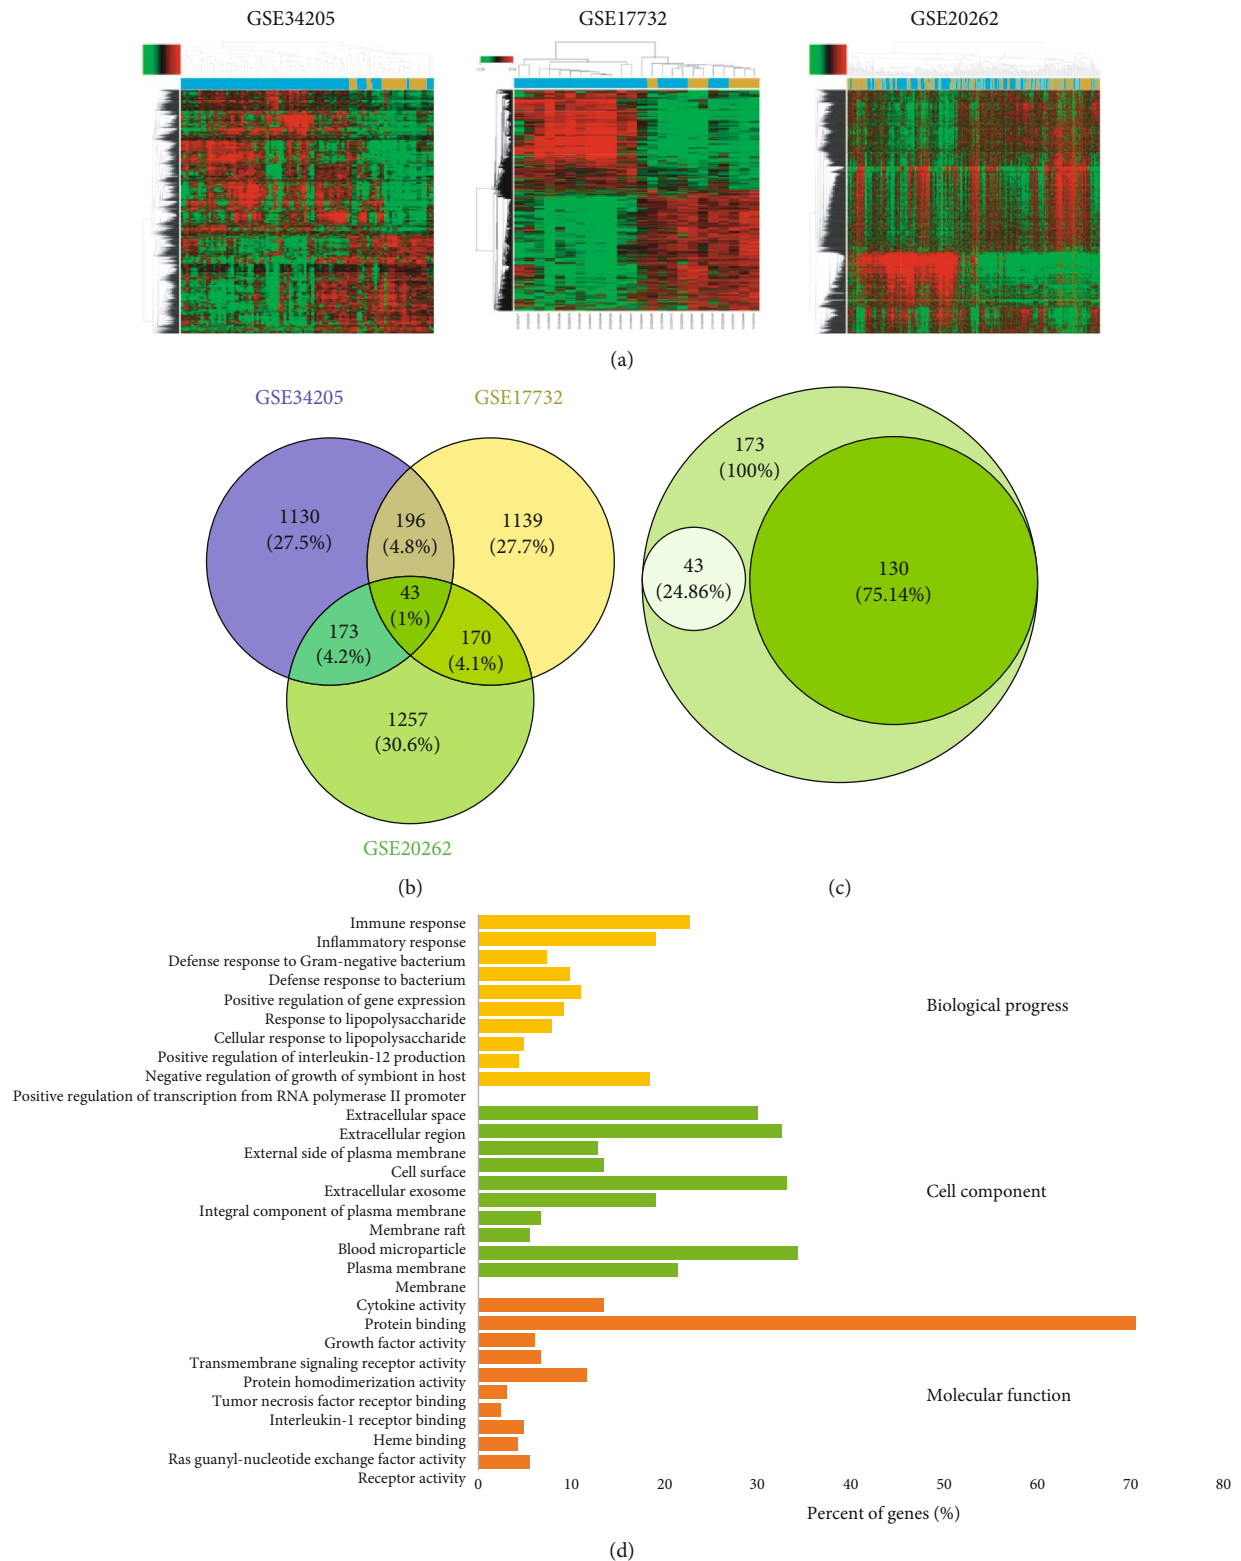 GSE34205
GSE17732
GSE20262
(a)
GSE34205
GSE17732
1130
(27.5%)
196
(4.8%)
1139
(27.7%)
43
(1%)
173
(4.2%)
170
(4.1%)
1257
(30.6%)
GSE20262
(b)
173
(100%)
43
(24.86%)
130
(75.14%)
(c)
Immune response
Inflammatory response
Defense response to Gram-negative bacterium
Defense response to bacterium
Positive regulation of gene expression
Response to lipopolysaccharide
Cellular response to lipopolysaccharide
Positive regulation of interleukin-12 production
Negative regulation of growth of symbiont in host
Positive regulation of transcription from RNA polymerase II promoter
Biological progress
Extracellular space
Extracellular region
External side of plasma membrane
Cell surface
Extracellular exosome
Integral component of plasma membrane
Membrane raft
Blood microparticle
Plasma membrane
Membrane
Cell component
Cytokine activity
Protein binding
Growth factor activity
Transmembrane signaling receptor activity
Protein homodimerization activity
Tumor necrosis factor receptor binding
Interleukin-1 receptor binding
Heme binding
Ras guanyl-nucleotide exchange factor activity
Receptor activity
Molecular function
0 10 20 30 40 50 60 70 80
Percent of genes (%)
(d)